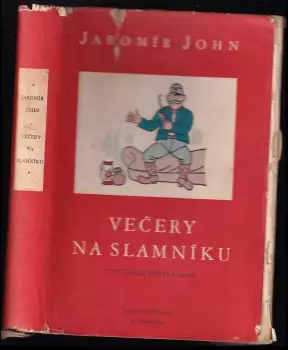 JAROMÍR
JOHN
VEČERY
NA
SLAMNÍKU
JAROMÍR JOHN
VEČERY
NA SLAMNÍKU